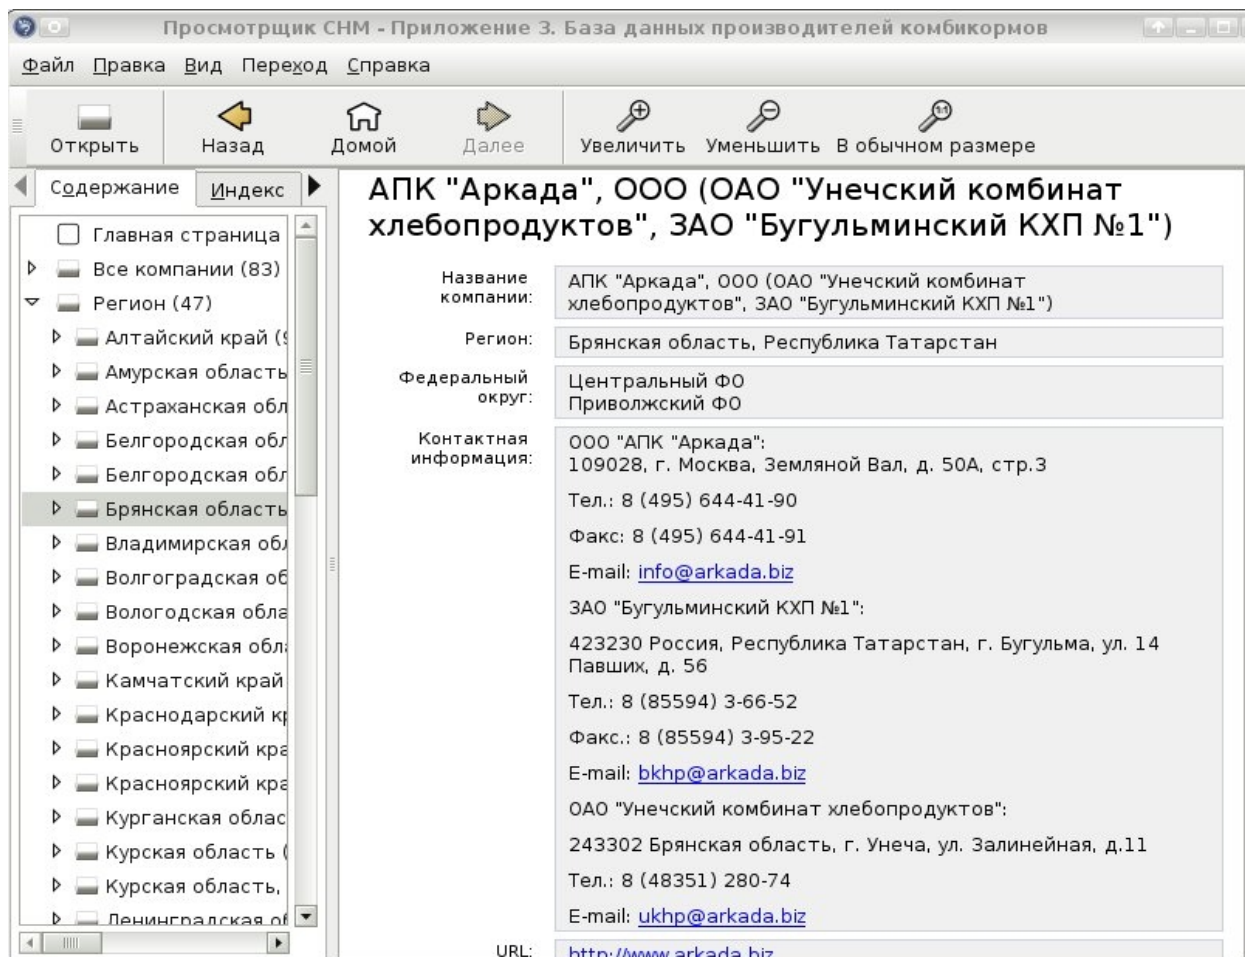 Просмотрщик CHM - Приложение 3. База данных производителей комбикормов
Файл Правка Вид Переход Справка
Открыть Назад Домой Далее Увеличить Уменьшить В обычном размере
Содержание Индекс
Главная страница
Все компании (83)
Регион (47)
Алтайский край (
Амурская область
Астраханская обл
Белгородская обл
Белгородская обл
Брянская область
Владимирская обл
Волгоградская об
Вологодская обла
Воронежская обла
Камчатский край
Краснодарский кр
Красноярский кра
Красноярский кра
Курганская облас
Курская область (
Курская область,
Ленинградская об
АПК "Аркада", ООО (ОАО "Унечский комбинат
хлебопродуктов", ЗАО "Бугульминский КХП №1")
Название
компании:
АПК "Аркада", ООО (ОАО "Унечский комбинат
хлебопродуктов", ЗАО "Бугульминский КХП №1")
Регион:
Брянская область, Республика Татарстан
Федеральный
округ:
Центральный ФО
Приволжский ФО
Контактная
информация:
ООО "АПК "Аркада":
109028, г. Москва, Земляной Вал, д. 50А, стр.3
Тел.: 8 (495) 644-41-90
Факс: 8 (495) 644-41-91
E-mail: info@arkada.biz
ЗАО "Бугульминский КХП №1":
423230 Россия, Республика Татарстан, г. Бугульма, ул. 14
Павших, д. 56
Тел.: 8 (85594) 3-66-52
Факс.: 8 (85594) 3-95-22
E-mail: bkhp@arkada.biz
ОАО "Унечский комбинат хлебопродуктов":
243302 Брянская область, г. Унеча, ул. Залинейная, д.11
Тел.: 8 (48351) 280-74
E-mail: ukhp@arkada.biz
URL:
http://www.arkada.biz